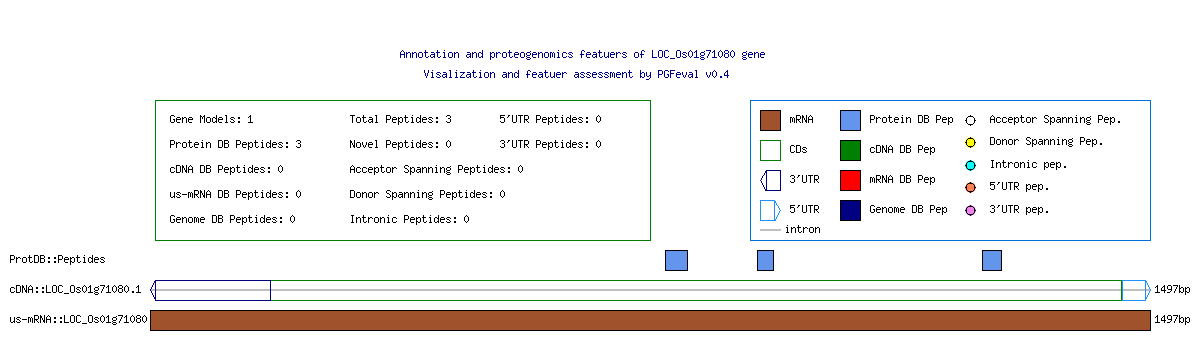 Annotation and proteogenomics featuers of LOC_Os01g71080 gene
Visalization and featuer assessment by PGFeval v0.4
Gene Models: 1 Total Peptides: 3 5'UTR Peptides: 0
Protein DB Peptides: 3 Novel Peptides: 0 3'UTR Peptides: 0
cDNA DB Peptides: 0 Acceptor Spanning Peptides: 0
us-mRNA DB Peptides: 0 Donor Spanning Peptides: 0
Genome DB Peptides: 0 Intronic Peptides: 0
mRNA Protein DB Pep Acceptor Spanning Pep.
CDs cDNA DB Pep Donor Spanning Pep.
3'UTR mRNA DB Pep Intronic pep.
5'UTR Genome DB Pep 5'UTR pep.
intron 3'UTR pep.
ProtDB::Peptides
cDNA::LOC_Os01g71080.1 1497bp
us-mRNA::LOC_Os01g71080 1497bp